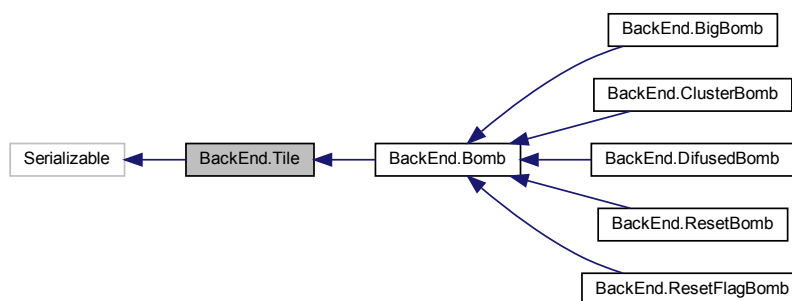 BackEnd.BigBomb
BackEnd.ClusterBomb
Serializable
BackEnd.Tile
BackEnd.Bomb
BackEnd.DifusedBomb
BackEnd.ResetBomb
BackEnd.ResetFlagBomb